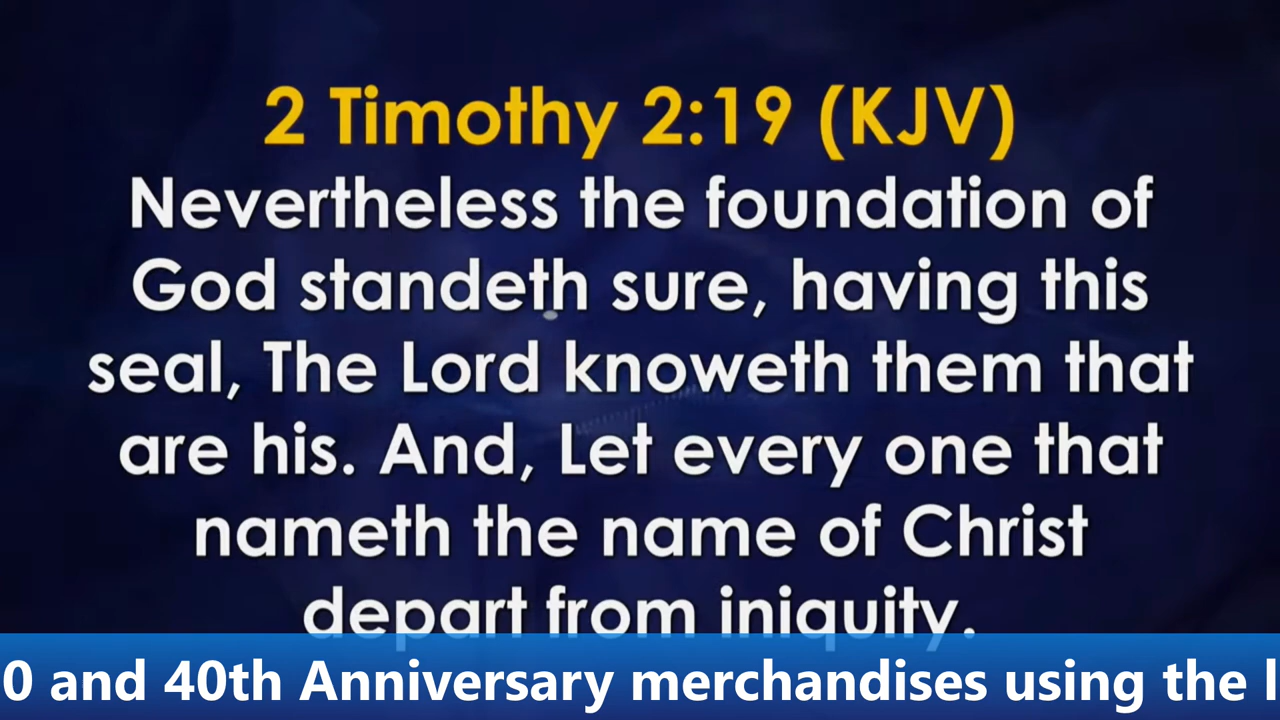 2 Timothy 2:19 (KJV)
Nevertheless the foundation of
God standeth sure, having this
seal, The Lord knoweth them that
are his. And, Let every one that
nameth the name of Christ
depart from iniquity.
0 and 40th Anniversary merchandises using the